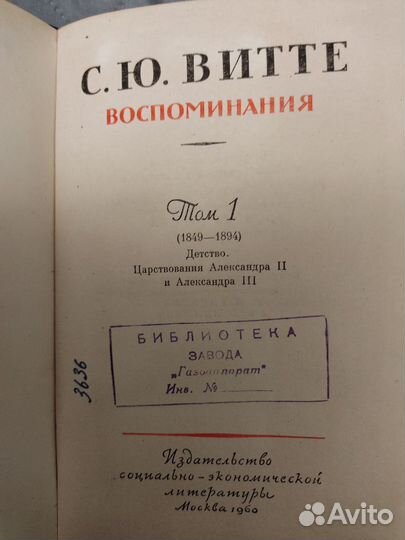 С. Ю. ВИТТЕ
ВОСПОМИНАНИЯ
Том 1
(1849—1894)
Детство.
Царствования Александра II
и Александра III
БИБЛИОТЕКА
ЗАВОДА
„Газоаппарат"
Инв. №
3636
Издательство
социально-экономической
литературы
Москва 1960
Avito